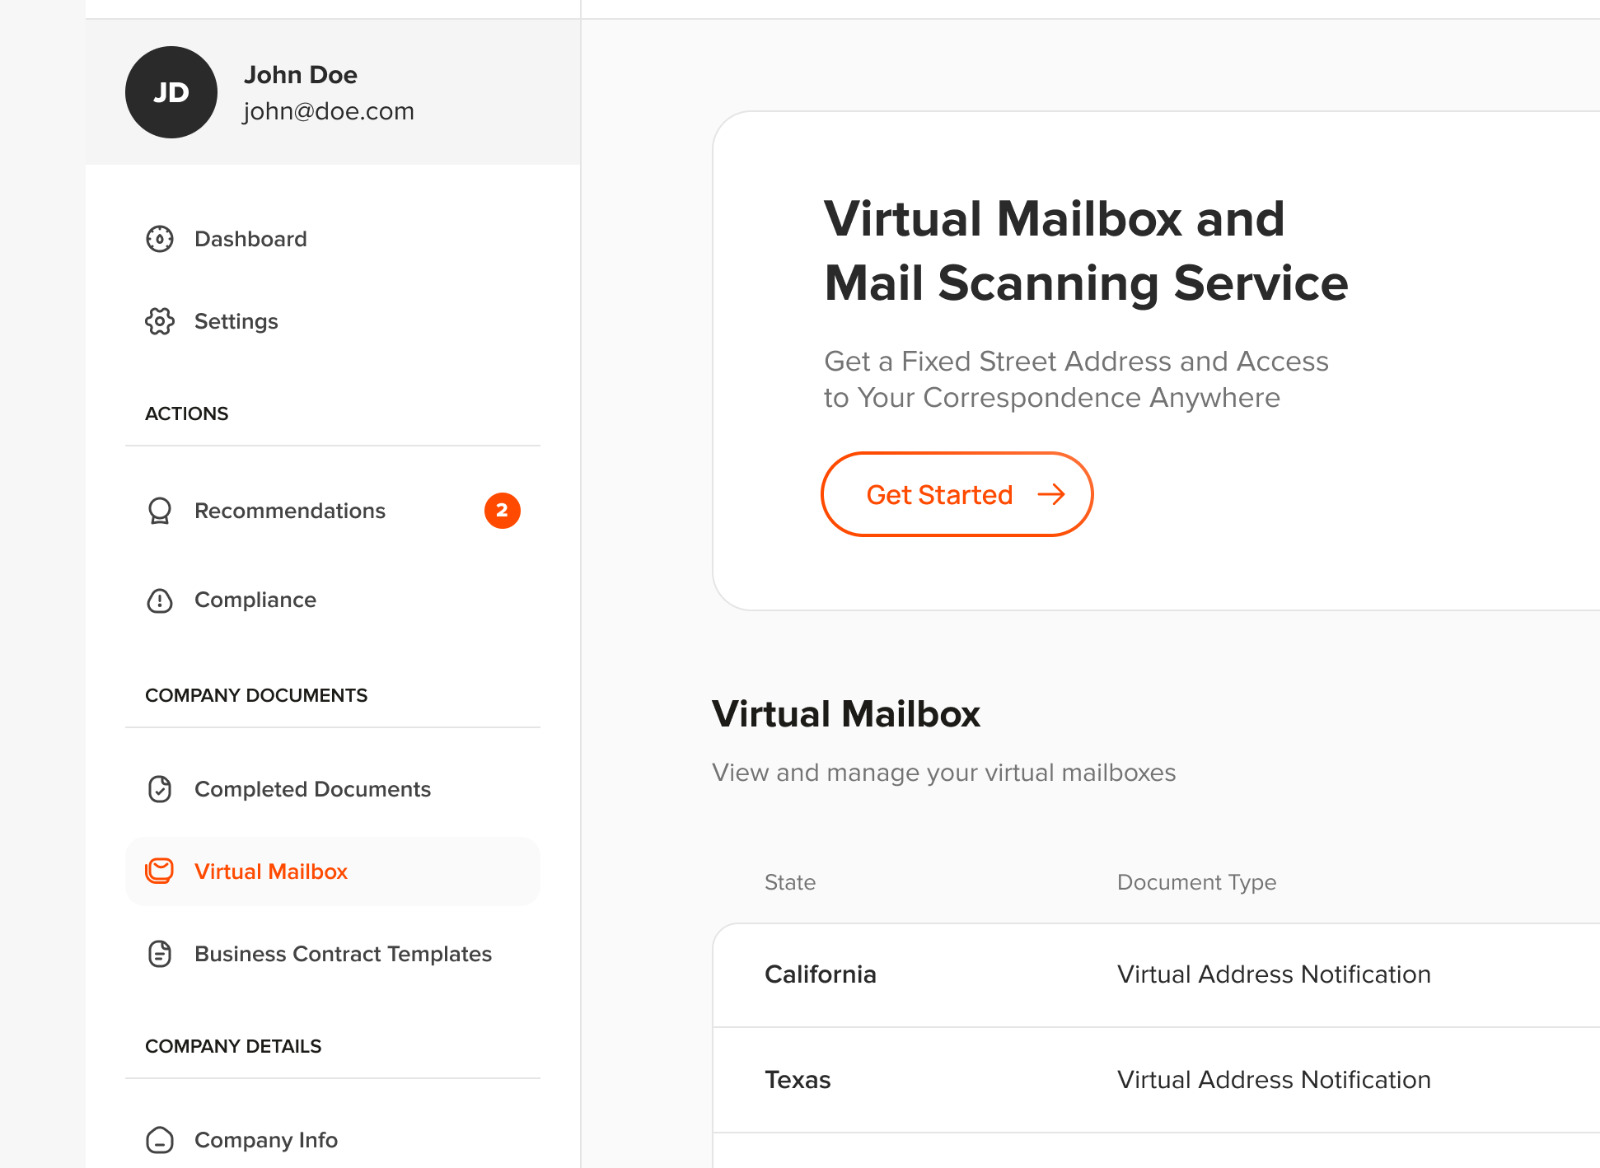 JD
John Doe
john@doe.com
Dashboard
Settings
ACTIONS
Recommendations 2
Compliance
COMPANY DOCUMENTS
Completed Documents
Virtual Mailbox
Business Contract Templates
COMPANY DETAILS
Company Info
Virtual Mailbox and
Mail Scanning Service
Get a Fixed Street Address and Access
to Your Correspondence Anywhere
Get Started
Virtual Mailbox
View and manage your virtual mailboxes
State Document Type
California Virtual Address Notification
Texas Virtual Address Notification